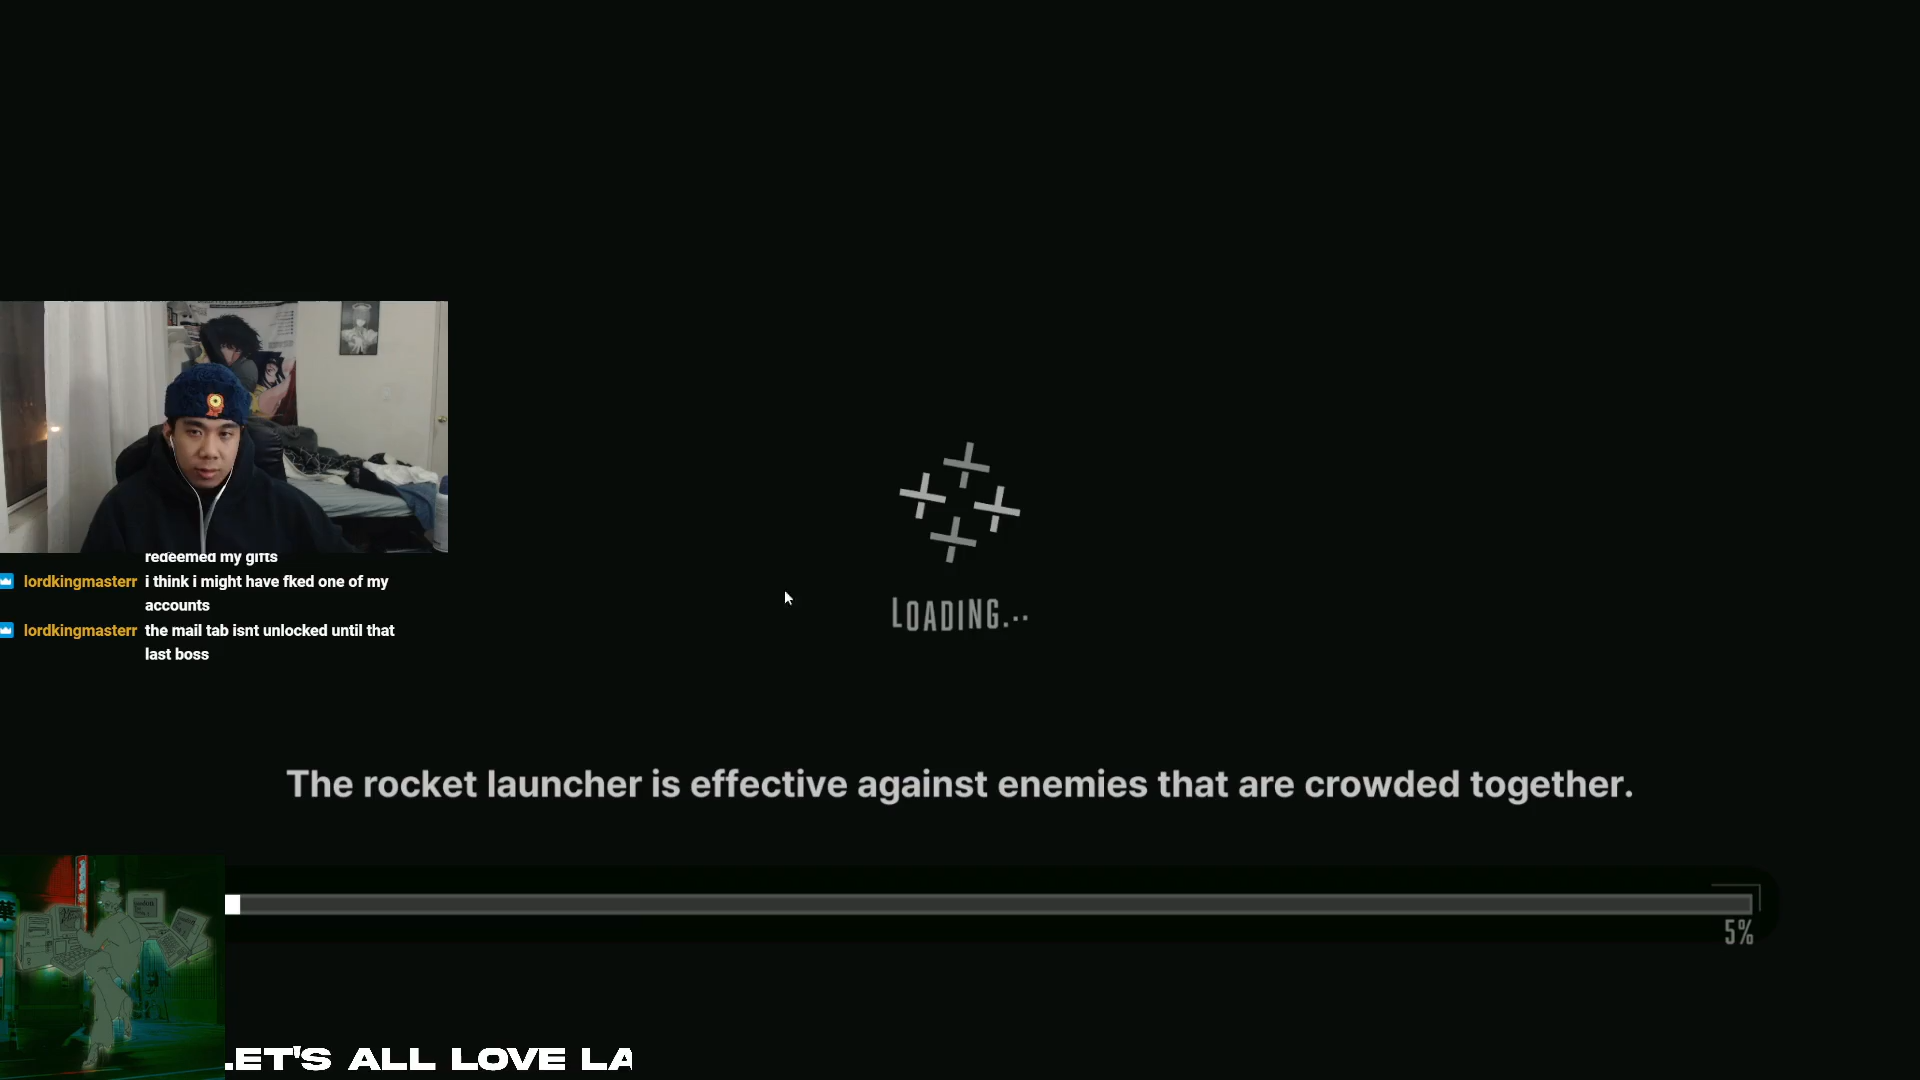 redeemed my gifts
lordkingmasterr i think i might have fked one of my
accounts
lordkingmasterr the mail tab isnt unlocked until that
last boss
LOADING...
The rocket launcher is effective against enemies that are crowded together.
5%
LET'S ALL LOVE LA